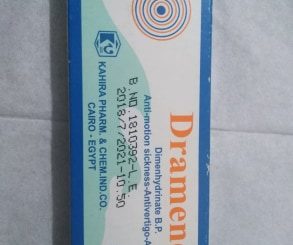 Dramen
Dimenhydrinate B.P.
Anti-motion sickness-Antivertigo-A
B.NO.1810392-L.E.
2018/7/2021-10.50
KAHIRA PHARM. & CHEM.IND.CO.
CAIRO - EGYPT